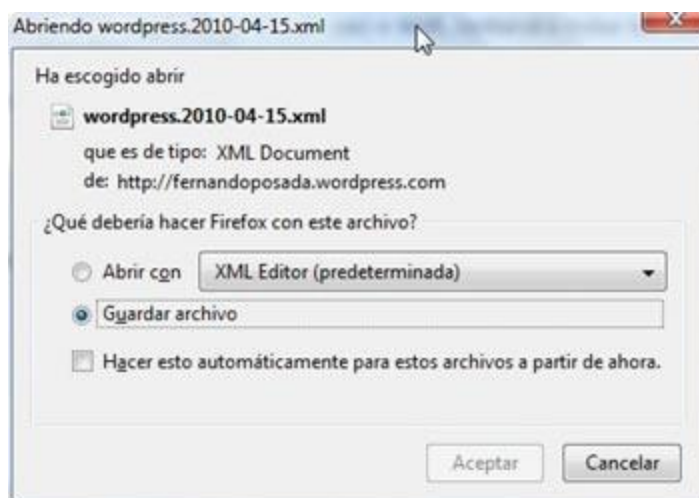 Abriendo wordpress.2010-04-15.xml
Ha escogido abrir
wordpress.2010-04-15.xml
que es de tipo: XML Document
de: http://fernandoposada.wordpress.com
¿Qué debería hacer Firefox con este archivo?
Abrir con XML Editor (predeterminada)
Guardar archivo
Hacer esto automáticamente para estos archivos a partir de ahora.
Aceptar Cancelar